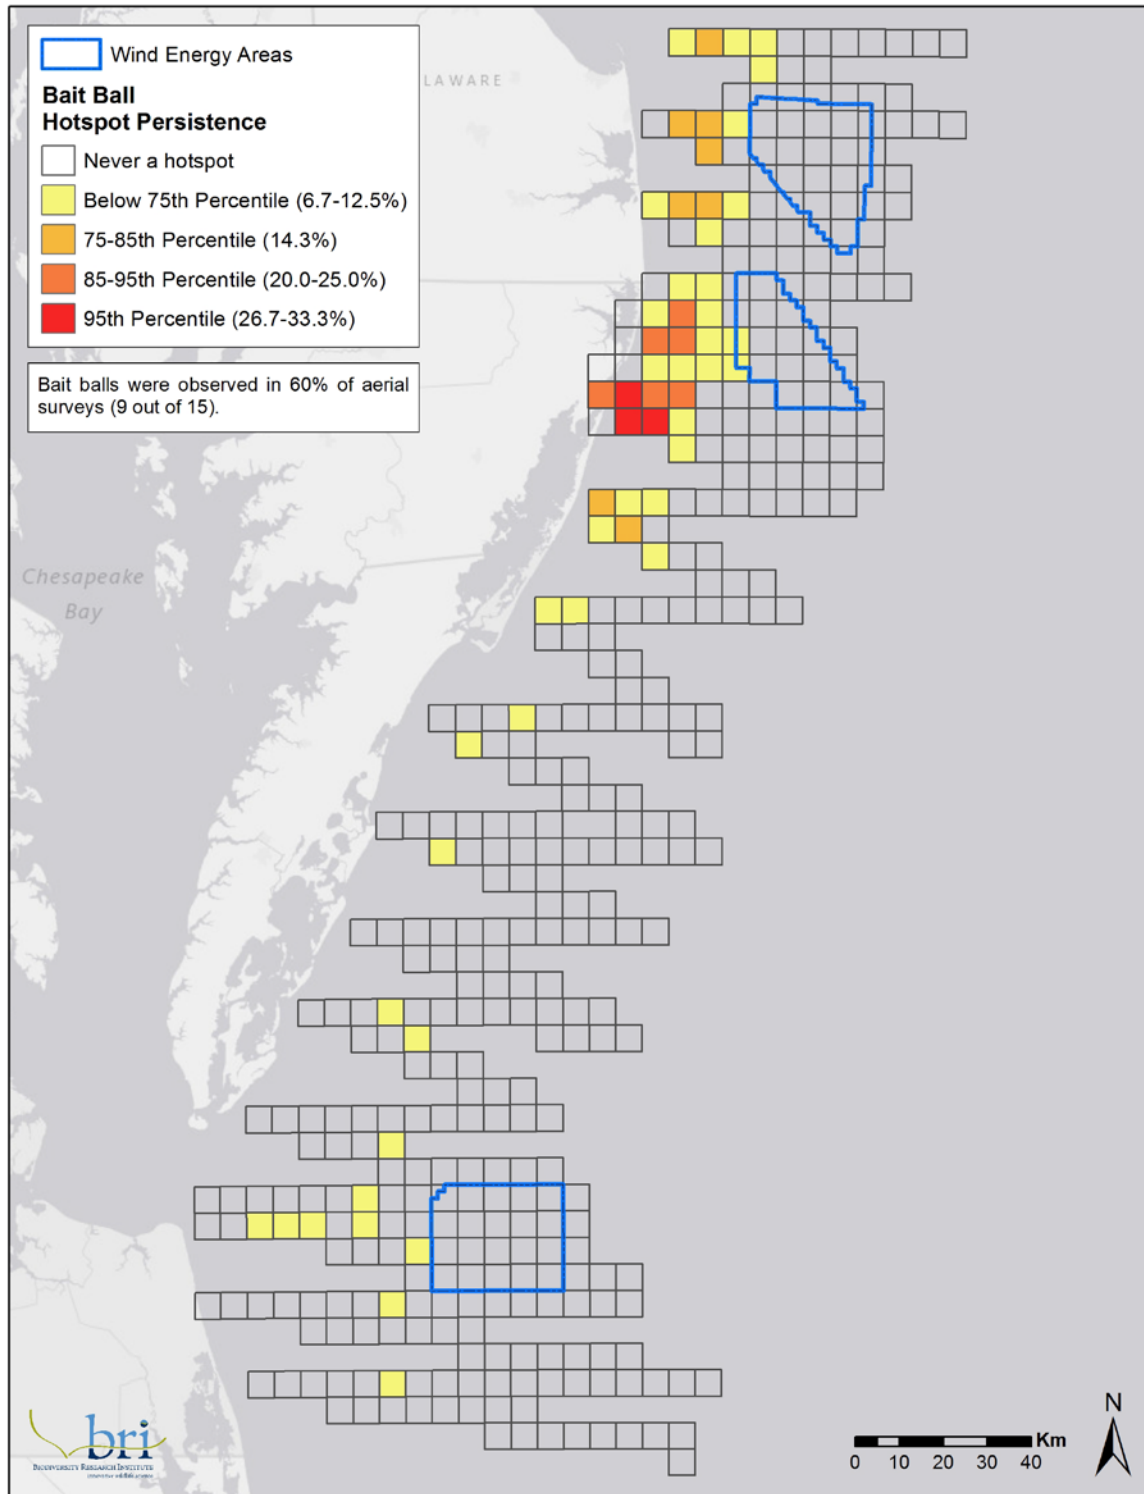 Wind Energy Areas
Bait Ball
Hotspot Persistence
Never a hotspot
Below 75th Percentile (6.7-12.5%)
75-85th Percentile (14.3%)
85-95th Percentile (20.0-25.0%)
95th Percentile (26.7-33.3%)
Bait balls were observed in 60% of aerial
surveys (9 out of 15).
LAWARE
Chesapeake
Bay
bri
BIODIVERSITY RESEARCH INSTITUTE
N
Km
0 10 20 30 40